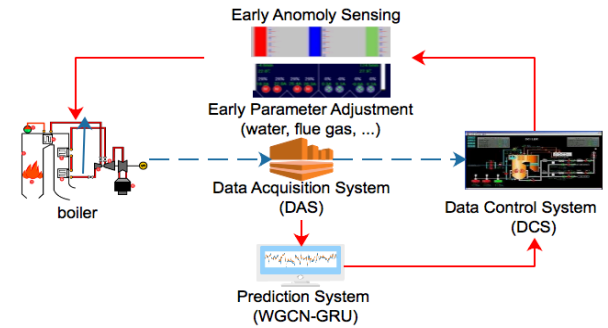 Early Anomoly Sensing
Early Parameter Adjustment
(water, flue gas, ...)
boiler
Data Acquisition System
(DAS)
Data Control System
(DCS)
Prediction System
(WGCN-GRU)